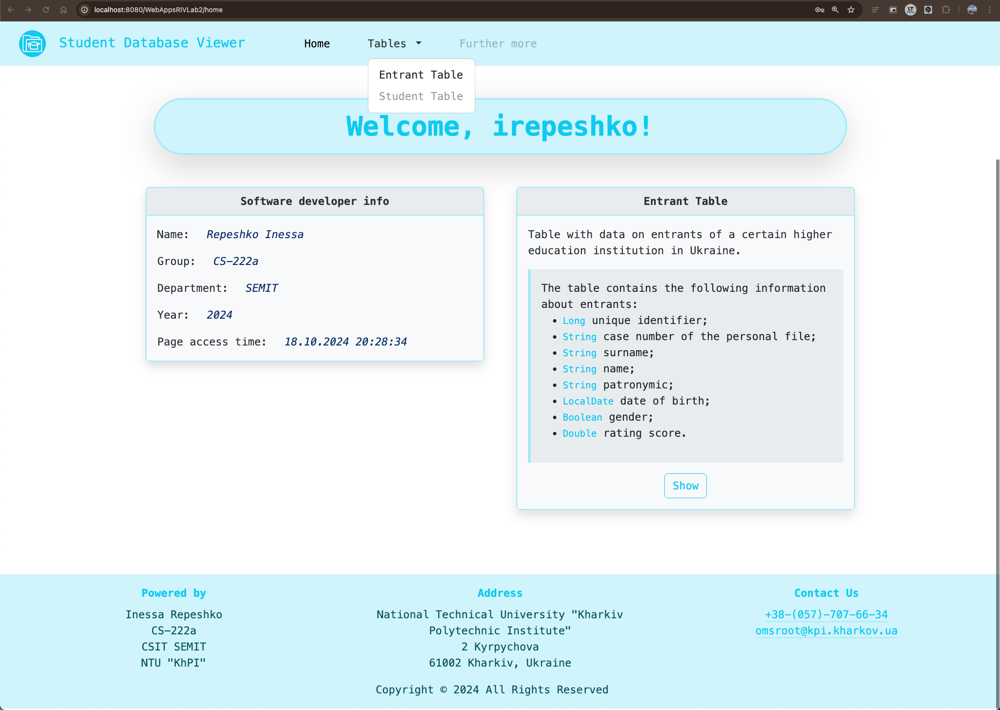 localhost:8080/WebAppsRIVLab2/home
Student Database Viewer
Home
Tables
Further more
Entrant Table
Student Table
Welcome, irepeshko!
Software developer info
Name: Repeshko Inessa
Group: CS-222a
Department: SEMIT
Year: 2024
Page access time: 18.10.2024 20:28:34
Entrant Table
Table with data on entrants of a certain higher
education institution in Ukraine.
The table contains the following information
about entrants:
• Long unique identifier;
• String case number of the personal file;
• String surname;
• String name;
• String patronymic;
• LocalDate date of birth;
• Boolean gender;
• Double rating score.
Show
Powered by
Inessa Repeshko
CS-222a
CSIT SEMIT
NTU "KhPI"
Address
National Technical University "Kharkiv
Polytechnic Institute"
2 Kyrpychova
61002 Kharkiv, Ukraine
Contact Us
+38-(057)-707-66-34
omsroot@kpi.kharkov.ua
Copyright © 2024 All Rights Reserved